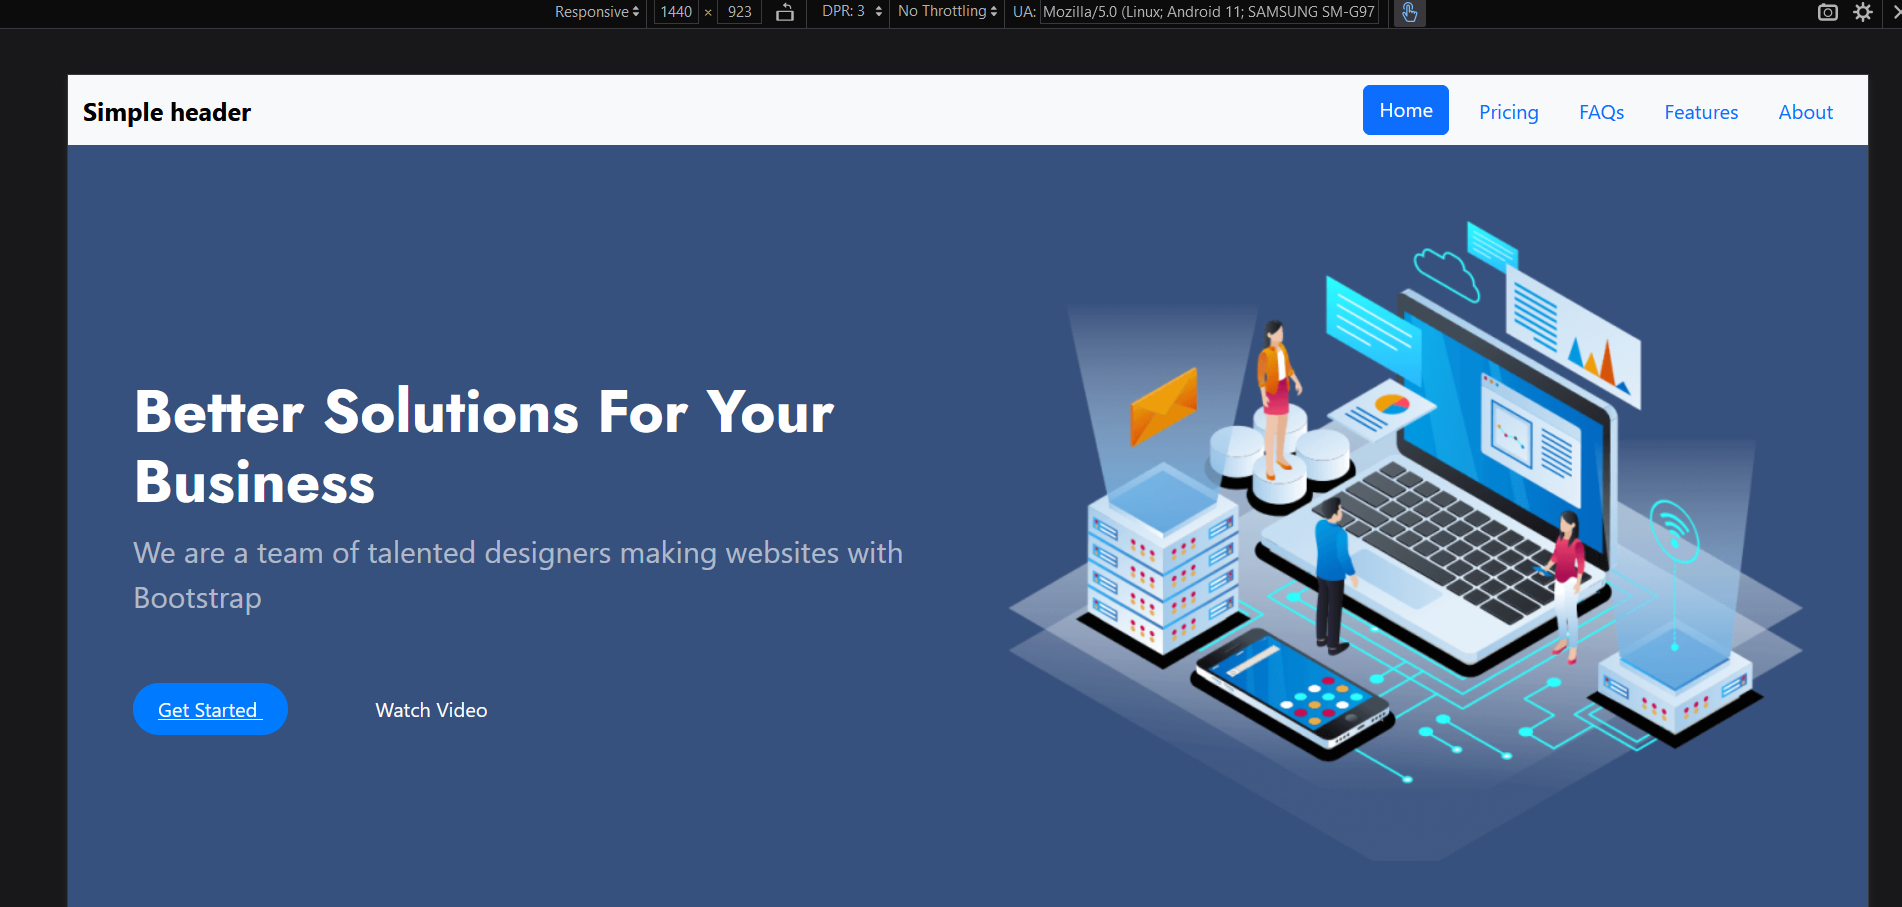 Responsive 1440 × 923 DPR: 3 No Throttling UA: Mozilla/5.0 (Linux; Android 11; SAMSUNG SM-G97
Simple header
Home Pricing FAQs Features About
Better Solutions For Your
Business
We are a team of talented designers making websites with
Bootstrap
Get Started Watch Video